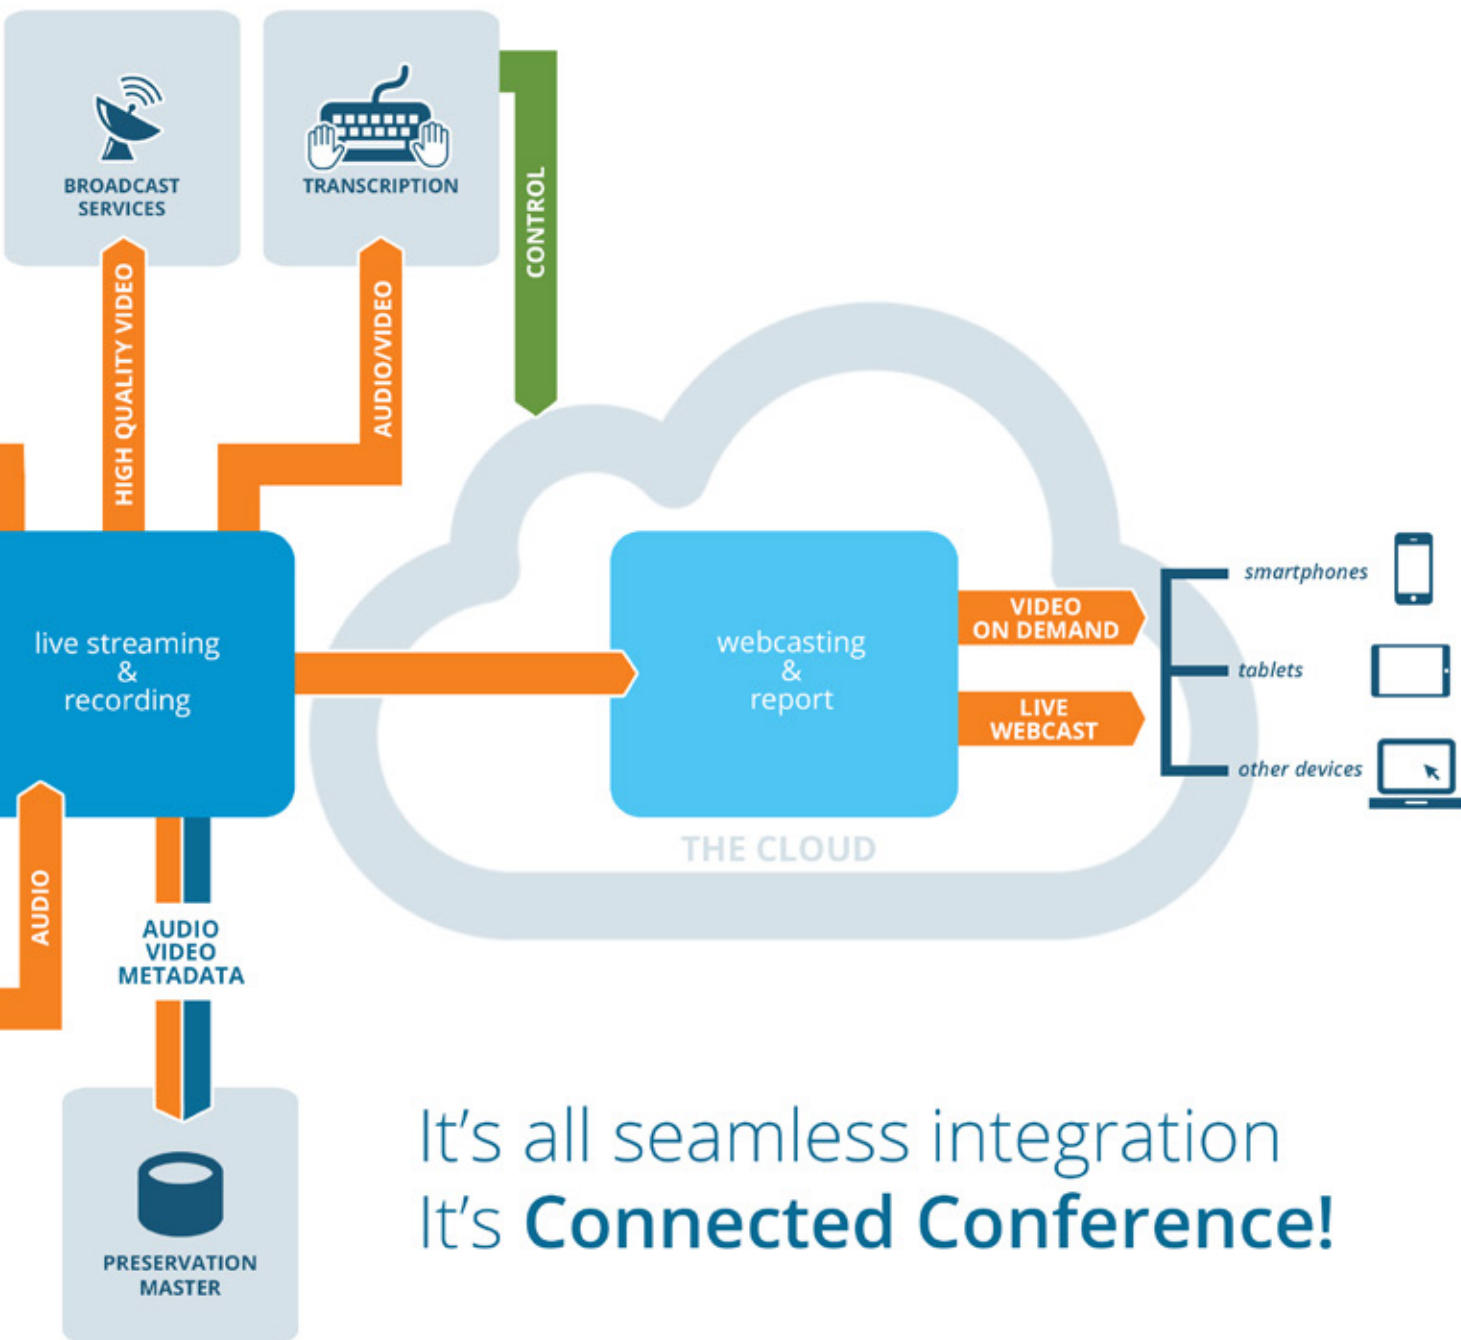 BROADCAST
SERVICES
TRANSCRIPTION
CONTROL
HIGH QUALITY VIDEO
AUDIO/VIDEO
live streaming
&
recording
webcasting
&
report
VIDEO
ON DEMAND
LIVE
WEBCAST
smartphones
tablets
other devices
THE CLOUD
AUDIO
AUDIO
VIDEO
METADATA
PRESERVATION
MASTER
It's all seamless integration
It's Connected Conference!